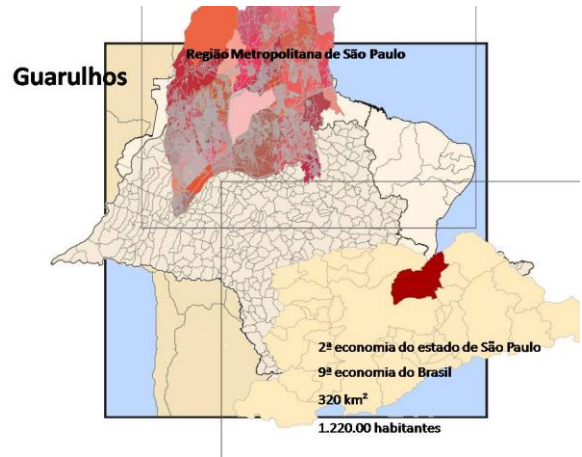 Região Metropolitana de São Paulo
Guarulhos
2ª economia do estado de São Paulo
9ª economia do Brasil
320 km²
1.220.00 habitantes